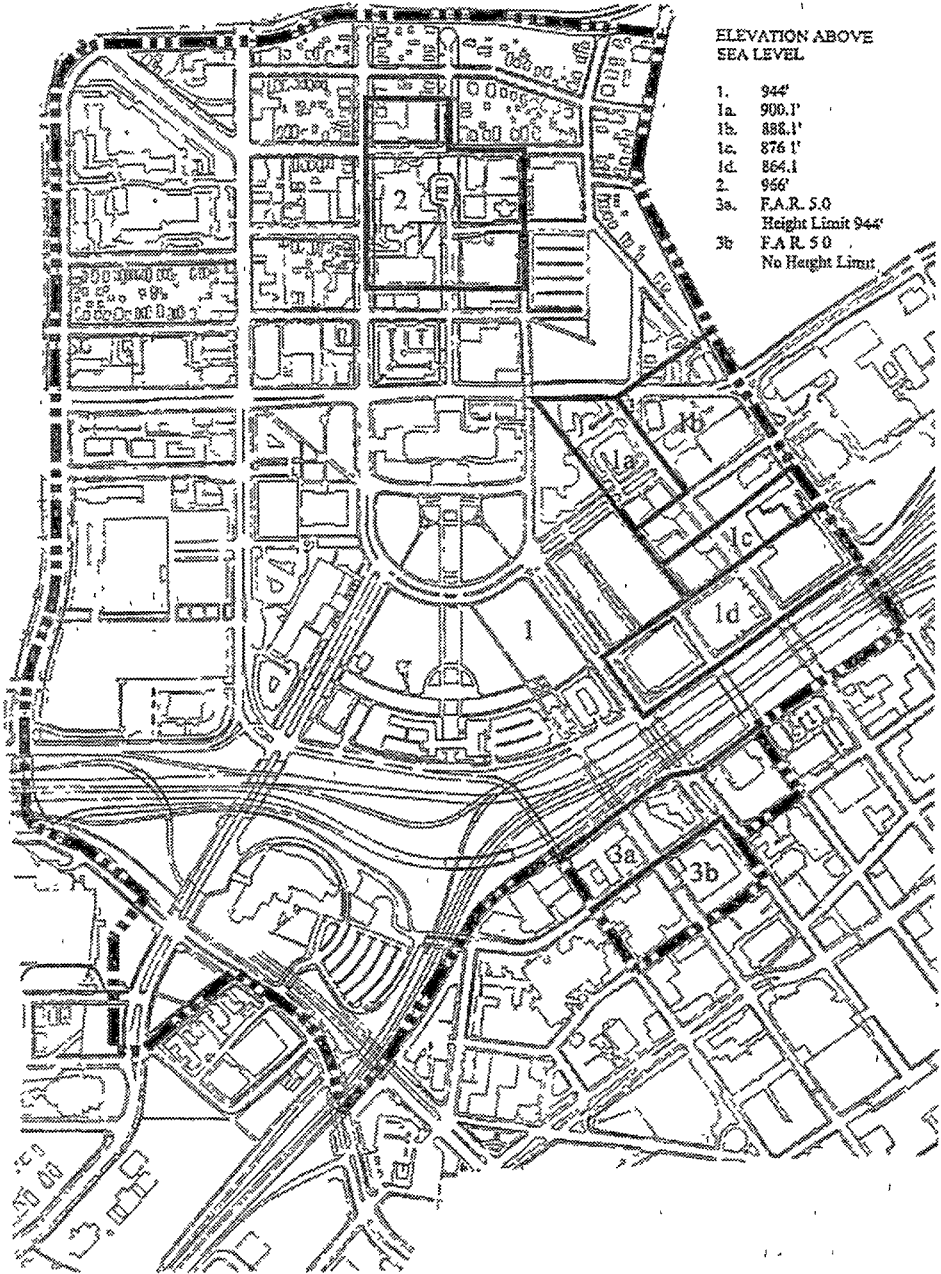 ELEVATION ABOVE
SEA LEVEL
1. 944'
1a. 900.1'
1b. 888.1'
1c. 876 1'
1d. 864.1
2. 966'
3a. F.A.R. 5.0
Height Limit 944'
3b F.A R. 5 0
No Height Limit
2
1b
1a
1c
1d
1
3a
3b